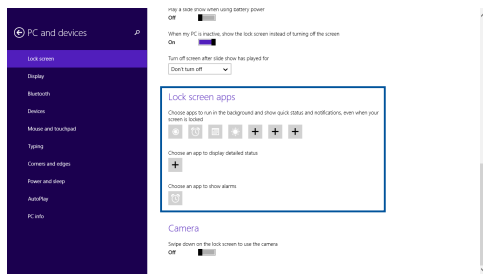 PC and devices
Lock screen
Display
Bluetooth
Devices
Mouse and touchpad
Typing
Corners and edges
Power and sleep
AutoPlay
PC info
Play a slide show when using battery power
Off
When my PC is inactive, show the lock screen instead of turning off the screen
On
Turn off screen after slide show has played for
Don't turn off
Lock screen apps
Choose apps to run in the background and show quick status and notifications, even when your
screen is locked
Choose an app to display detailed status
Choose an app to show alarms
Camera
Swipe down on the lock screen to use the camera
Off